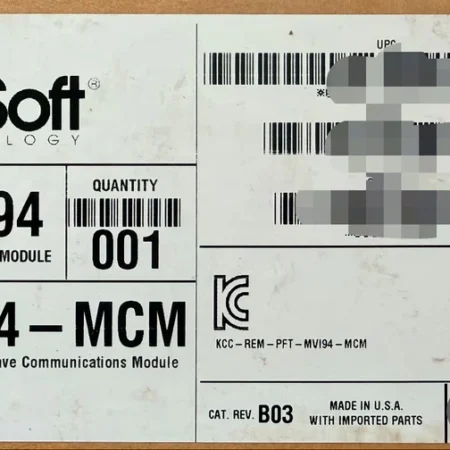 Soft®
LOGY
94
MODULE
QUANTITY
001
4 – MCM
ave Communications Module
UPC
KCC – REM – PFT – MVI94 – MCM
CAT. REV. B03
MADE IN U.S.A.
WITH IMPORTED PARTS